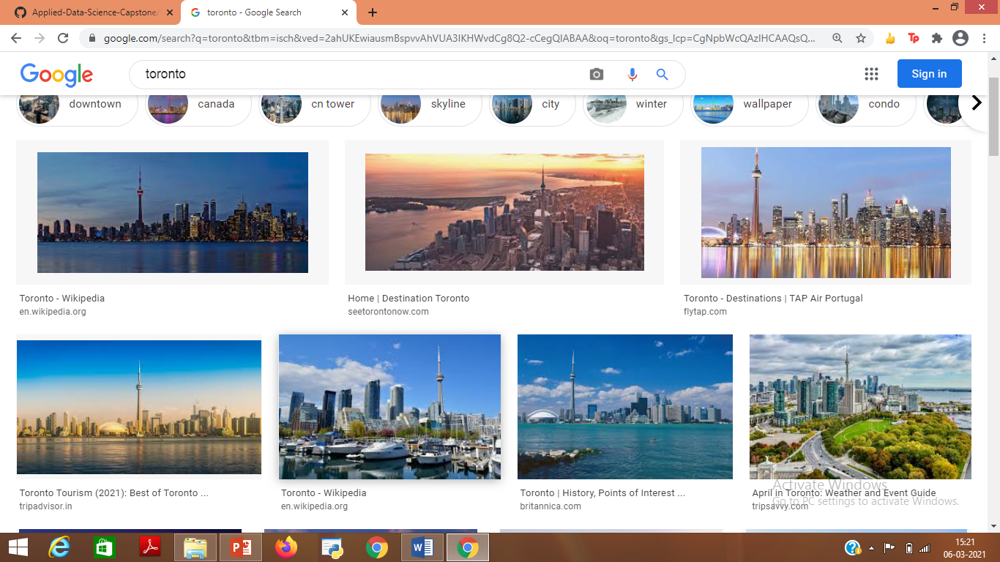 Applied-Data-Science-Capstone/
toronto - Google Search
google.com/search?q=toronto&tbm=isch&ved=2ahUKEwiausmBspvvAhVUA3IKHWvdCg8Q2-cCegQIABAA&oq=toronto&gs_lcp=CgNpbWcQAzIHCAAQsQ...
Google
toronto
Sign in
downtown
canada
cn tower
skyline
city
winter
wallpaper
condo
Toronto - Wikipedia
en.wikipedia.org
Home | Destination Toronto
seetorontonow.com
Toronto - Destinations | TAP Air Portugal
flytap.com
Toronto Tourism (2021): Best of Toronto ...
tripadvisor.in
Toronto - Wikipedia
en.wikipedia.org
Toronto | History, Points of Interest ...
britannica.com
April in Toronto: Weather and Event Guide
tripsavvy.com
Activate Windows
Go to PC settings to activate Windows.
15:21
06-03-2021